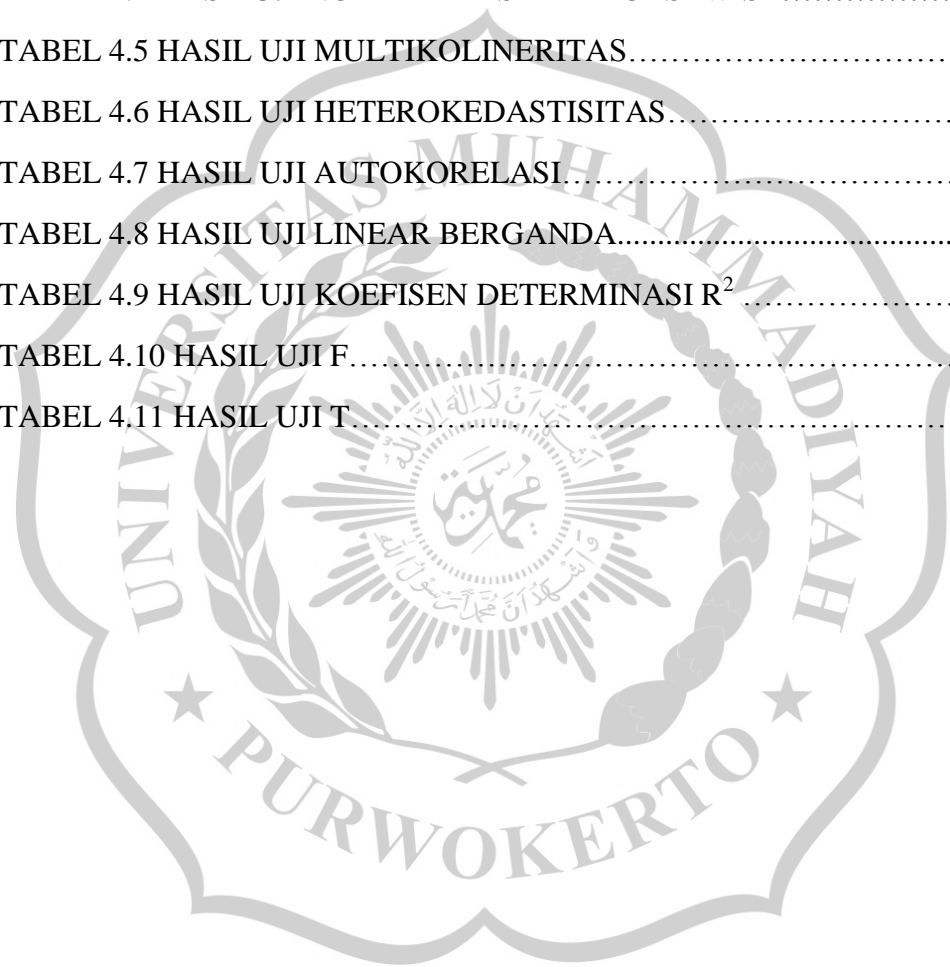 TABEL 4.5 HASIL UJI MULTIKOLINERITAS……………………………
TABEL 4.6 HASIL UJI HETEROKEDASTISITAS…………………………
TABEL 4.7 HASIL UJI AUTOKORELASI…………………………………
TABEL 4.8 HASIL UJI LINEAR BERGANDA..............................................
TABEL 4.9 HASIL UJI KOEFISEN DETERMINASI R² …………………
TABEL 4.10 HASIL UJI F……………………………………………………
TABEL 4.11 HASIL UJI T……………………………………………………
UNIVERSITAS MUHAMMADIYAH
PURWOKERTO